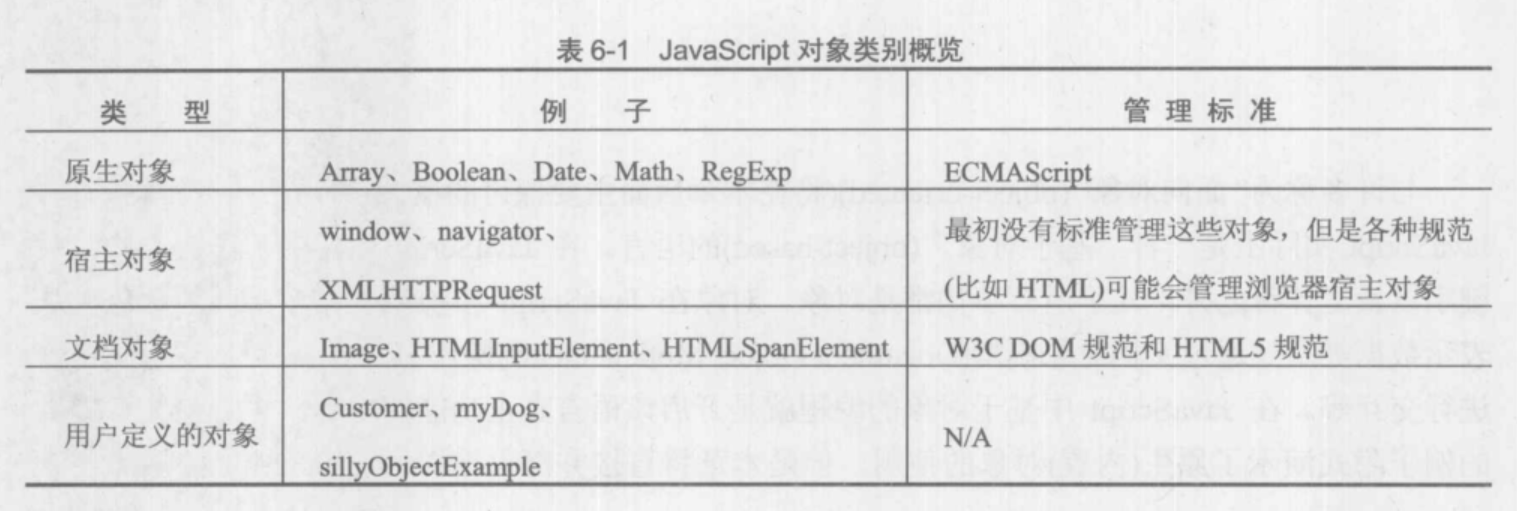 表 6-1 JavaScript 对象类别概览
类 型 例 子 管 理 标 准
原生对象 Array、Boolean、Date、Math、RegExp ECMAScript
宿主对象 window、navigator、 最初没有标准管理这些对象，但是各种规范
XMLHTTPRequest (比如 HTML)可能会管理浏览器宿主对象
文档对象 Image、HTMLInputElement、HTMLSpanElement W3C DOM 规范和 HTML5 规范
用户定义的对象 Customer、myDog、 N/A
sillyObjectExample